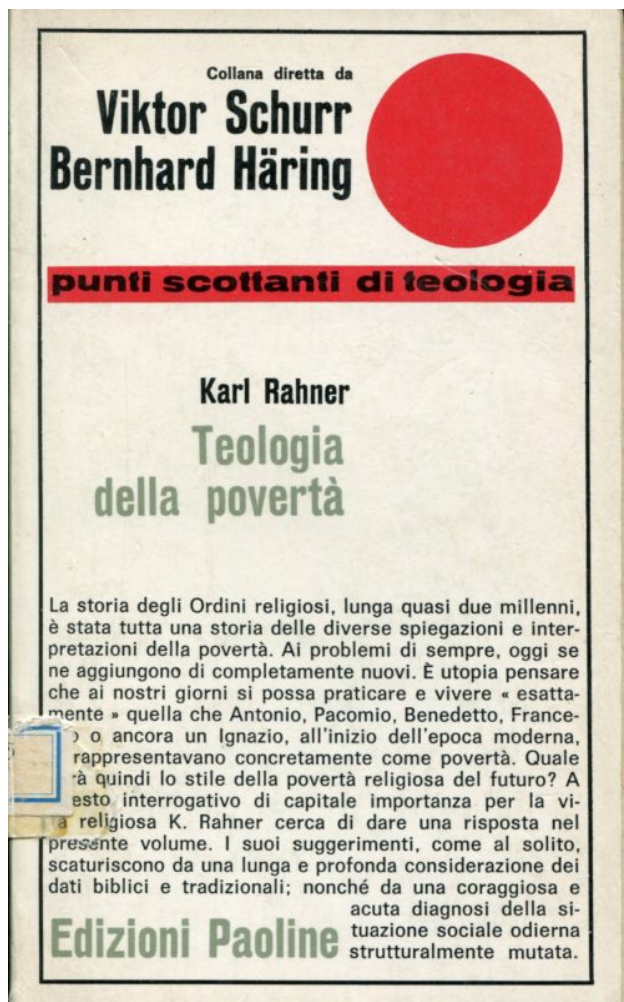 Collana diretta da
Viktor Schurr
Bernhard Häring
punti scottanti di teologia
Karl Rahner
Teologia
della povertà
La storia degli Ordini religiosi, lunga quasi due millenni,
è stata tutta una storia delle diverse spiegazioni e inter-
pretazioni della povertà. Ai problemi di sempre, oggi se
ne aggiungono di completamente nuovi. È utopia pensare
che ai nostri giorni si possa praticare e vivere « esatta-
mente » quella che Antonio, Pacomio, Benedetto, France-
o ancora un Ignazio, all'inizio dell'epoca moderna,
rappresentavano concretamente come povertà. Quale
quindi lo stile della povertà religiosa del futuro? A
interrogativo di capitale importanza per la vi-
religiosa K. Rahner cerca di dare una risposta nel
presente volume. I suoi suggerimenti, come al solito,
scaturiscono da una lunga e profonda considerazione dei
dati biblici e tradizionali; nonché da una coraggiosa e
acuta diagnosi della si-
tuazione sociale odierna
strutturalmente mutata.
Edizioni Paoline